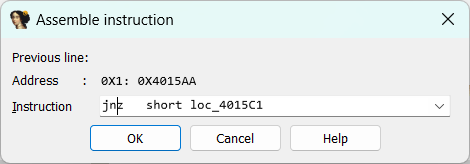 Assemble instruction
Previous line:
Address : 0X1: 0X4015AA
Instruction jnz short loc_4015C1
OK Cancel Help